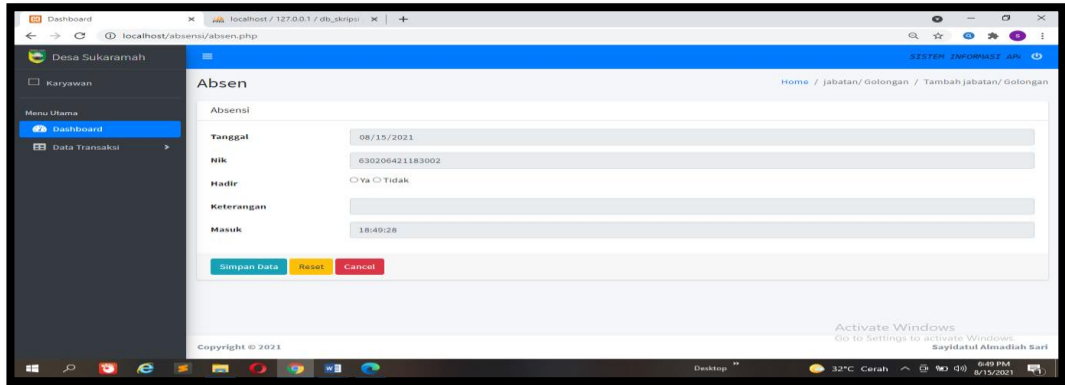 Dashboard
localhost / 127.0.0.1 / db_skripsi
localhost/absensi/absen.php
S
Desa Sukaramah
Karyawan
Menu Utama
Dashboard
Data Transaksi
SISTEM INFORMASI
Absen
Home / jabatan/Golongan / Tambah jabatan/Golongan
Absensi
Tanggal 08/15/2021
Nik 630206421183002
Hadir Ya Tidak
Keterangan
Masuk 18:49:28
Simpan Data Reset Cancel
Activate Windows
Go to Settings to activate Windows.
Copyright © 2021 Sayidatul Almadiah Sari
Desktop
32°C Cerah
6:49 PM
8/15/2021